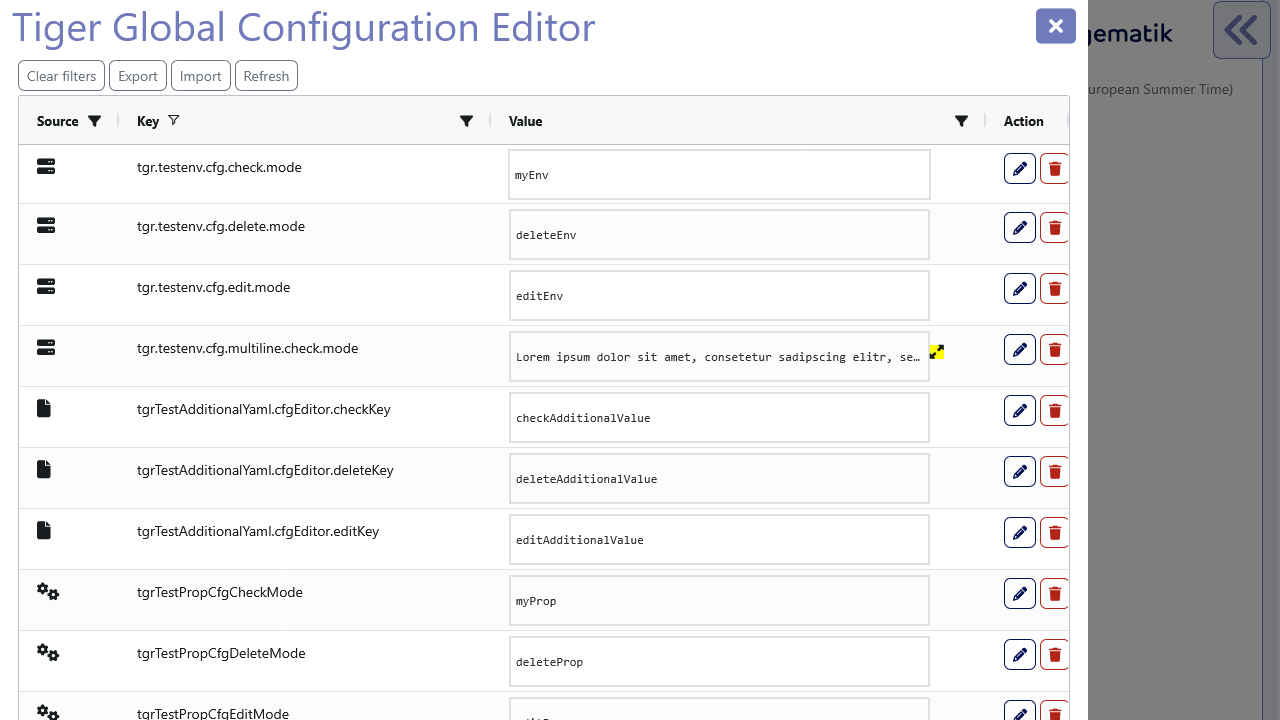 Tiger Global Configuration Editor
gematik
Clear filters Export Import Refresh
uropean Summer Time)
Source Key Value Action
tgr.testenv.cfg.check.mode myEnv
tgr.testenv.cfg.delete.mode deleteEnv
tgr.testenv.cfg.edit.mode editEnv
tgr.testenv.cfg.multiline.check.mode Lorem ipsum dolor sit amet, consetetur sadipscing elitr, se…
tgrTestAdditionalYaml.cfgEditor.checkKey checkAdditionalValue
tgrTestAdditionalYaml.cfgEditor.deleteKey deleteAdditionalValue
tgrTestAdditionalYaml.cfgEditor.editKey editAdditionalValue
tgrTestPropCfgCheckMode myProp
tgrTestPropCfgDeleteMode deleteProp
tgrTestPropCfgEditMode